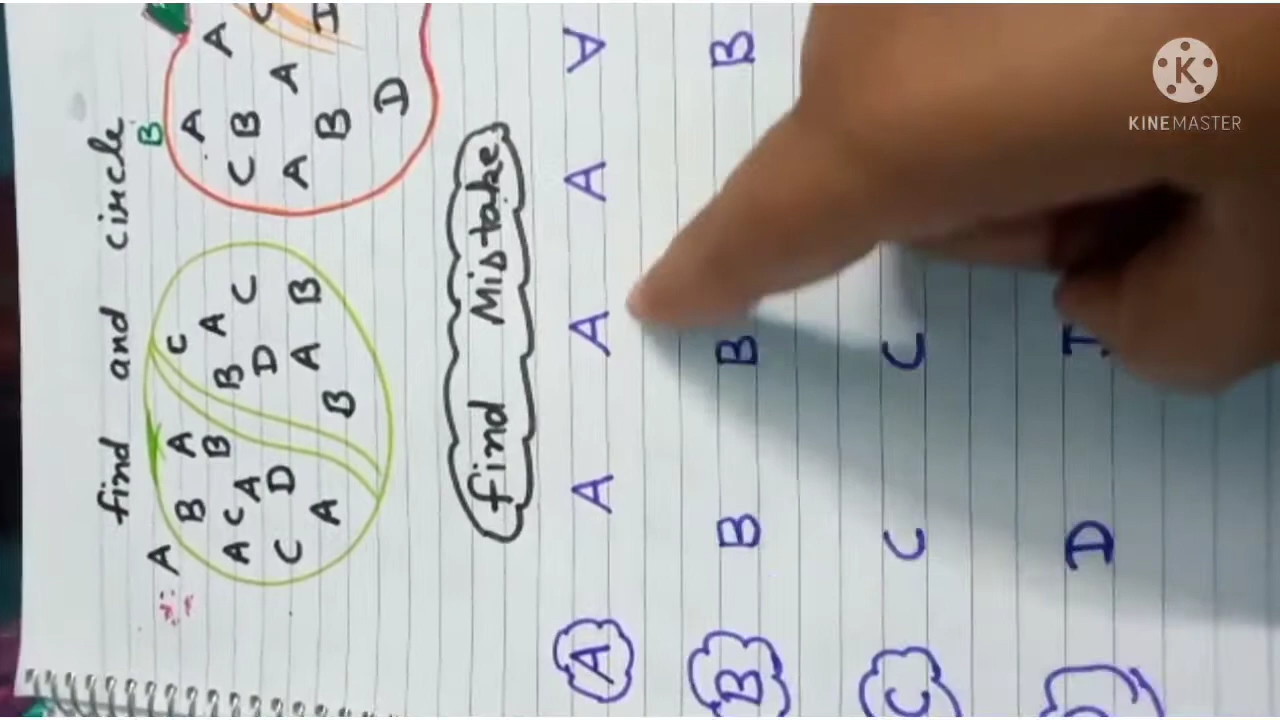 find and circle
A B
B A C A A
A C A B B A C B
C D D C A A
A B A B B
D
find Mistake
A A A A ∀
B B B B
C C C
D
KINEMASTER